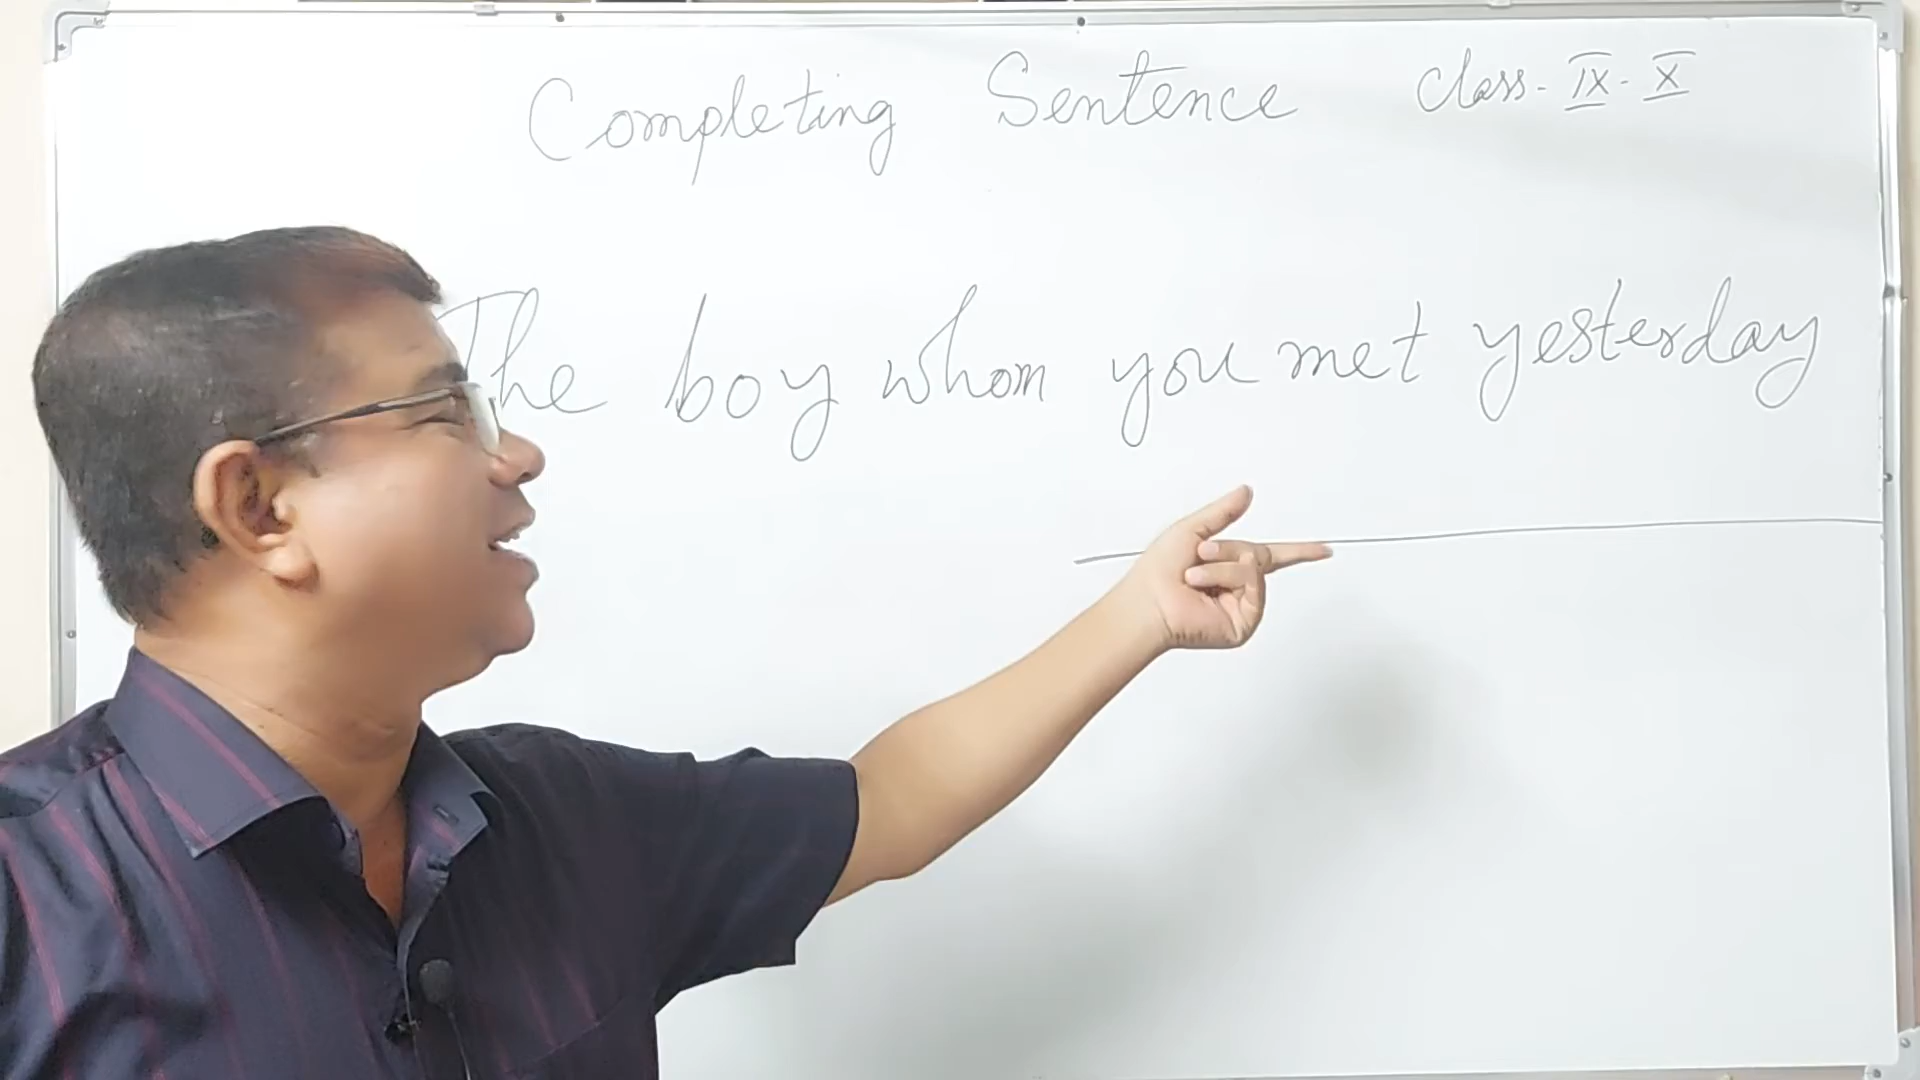 Completing Sentence Class- IX - X
The boy whom you met yesterday